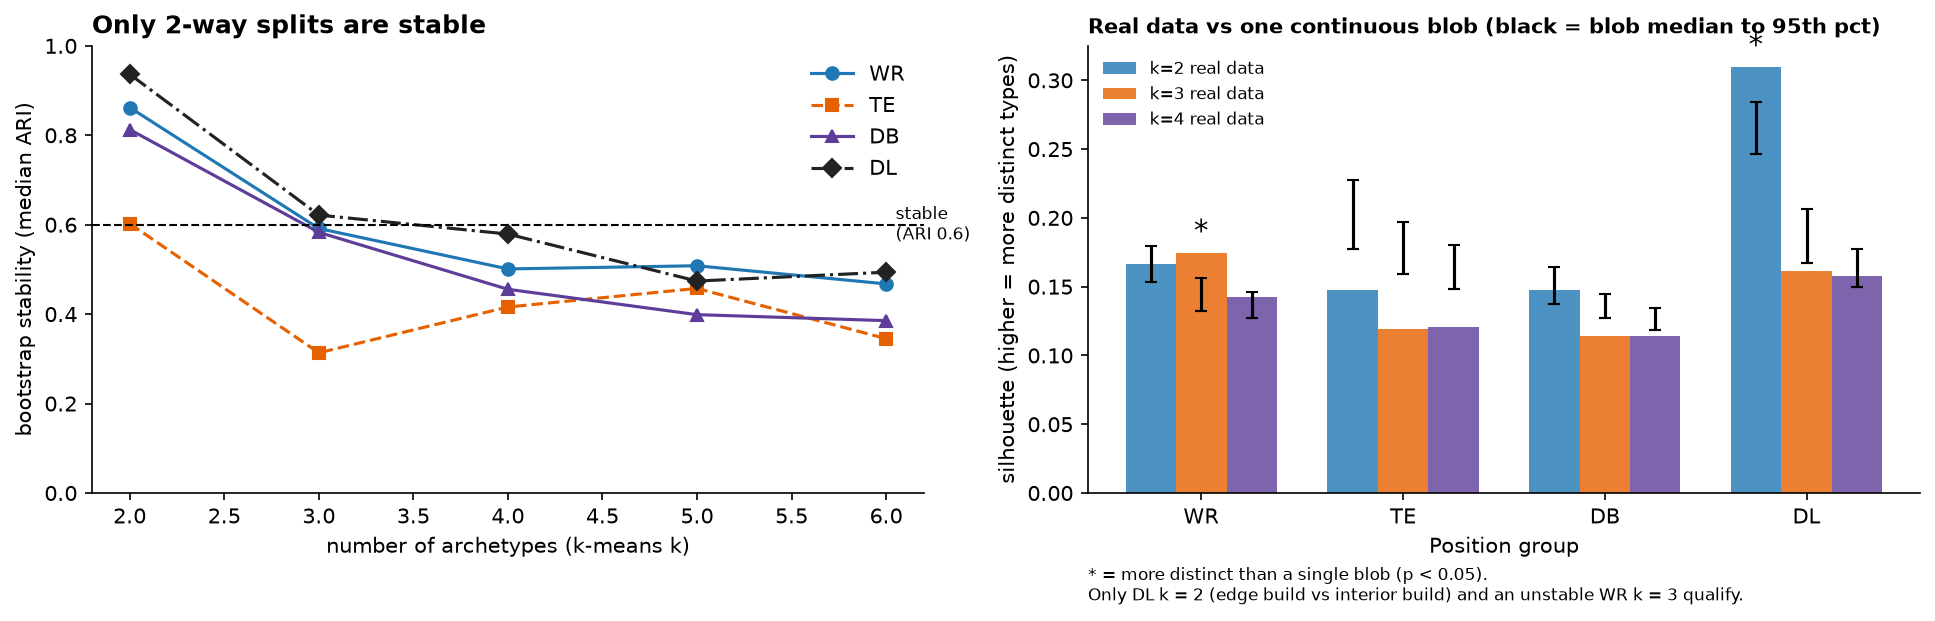 Only 2-way splits are stable
bootstrap stability (median ARI)
1.0
0.8
0.6
0.4
0.2
0.0
WR
TE
DB
DL
stable
(ARI 0.6)
2.0 2.5 3.0 3.5 4.0 4.5 5.0 5.5 6.0
number of archetypes (k-means k)
Real data vs one continuous blob (black = blob median to 95th pct)
silhouette (higher = more distinct types)
0.30
0.25
0.20
0.15
0.10
0.05
0.00
k=2 real data
k=3 real data
k=4 real data
*
*
WR TE DB DL
Position group
* = more distinct than a single blob (p < 0.05).
Only DL k = 2 (edge build vs interior build) and an unstable WR k = 3 qualify.